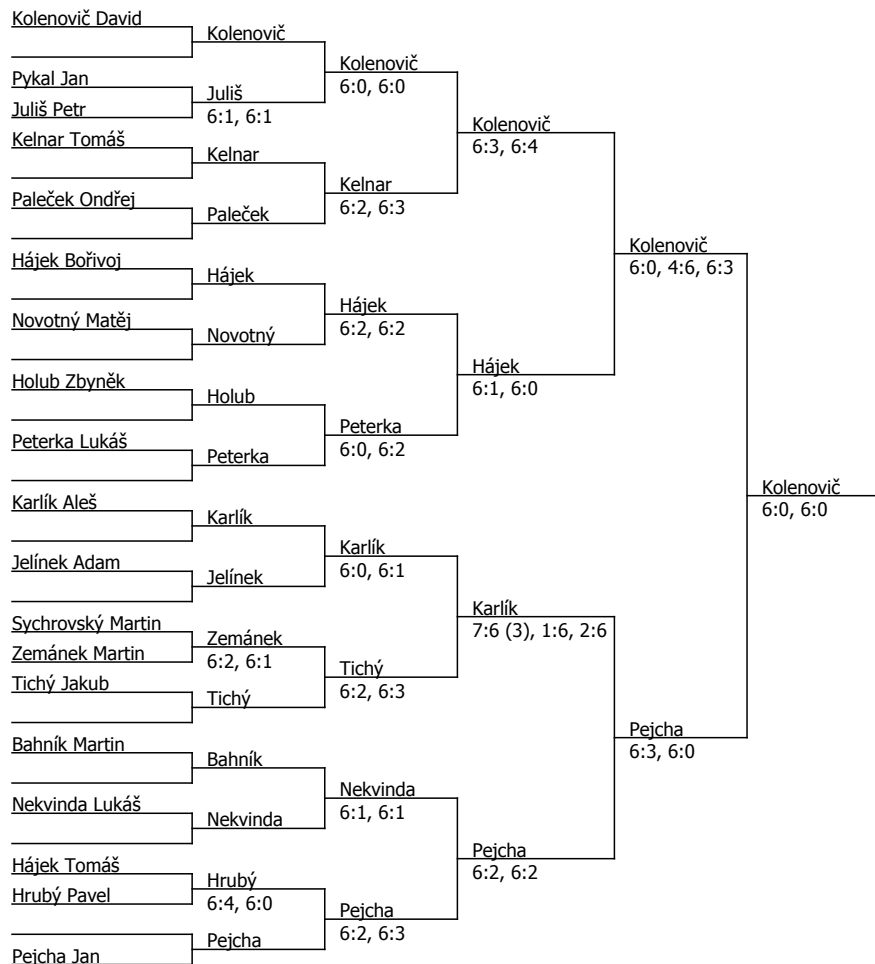 Kolenovič David
Kolenovič
Kolenovič
6:0, 6:0
Pykal Jan
Juliš
6:1, 6:1
Juliš Petr
Kolenovič
6:3, 6:4
Kelnar Tomáš
Kelnar
Kelnar
6:2, 6:3
Paleček Ondřej
Paleček
Kolenovič
6:0, 4:6, 6:3
Hájek Bořivoj
Hájek
Hájek
6:2, 6:2
Novotný Matěj
Novotný
Hájek
6:1, 6:0
Holub Zbyněk
Holub
Peterka
6:0, 6:2
Peterka Lukáš
Peterka
Kolenovič
6:0, 6:0
Karlík Aleš
Karlík
Karlík
6:0, 6:1
Jelínek Adam
Jelínek
Karlík
7:6 (3), 1:6, 2:6
Sychrovský Martin
Zemánek
6:2, 6:1
Zemánek Martin
Tichý
6:2, 6:3
Tichý Jakub
Tichý
Pejcha
6:3, 6:0
Bahník Martin
Bahník
Nekvinda
6:1, 6:1
Nekvinda Lukáš
Nekvinda
Pejcha
6:2, 6:2
Hájek Tomáš
Hrubý
6:4, 6:0
Hrubý Pavel
Pejcha
6:2, 6:3
Pejcha
Pejcha Jan